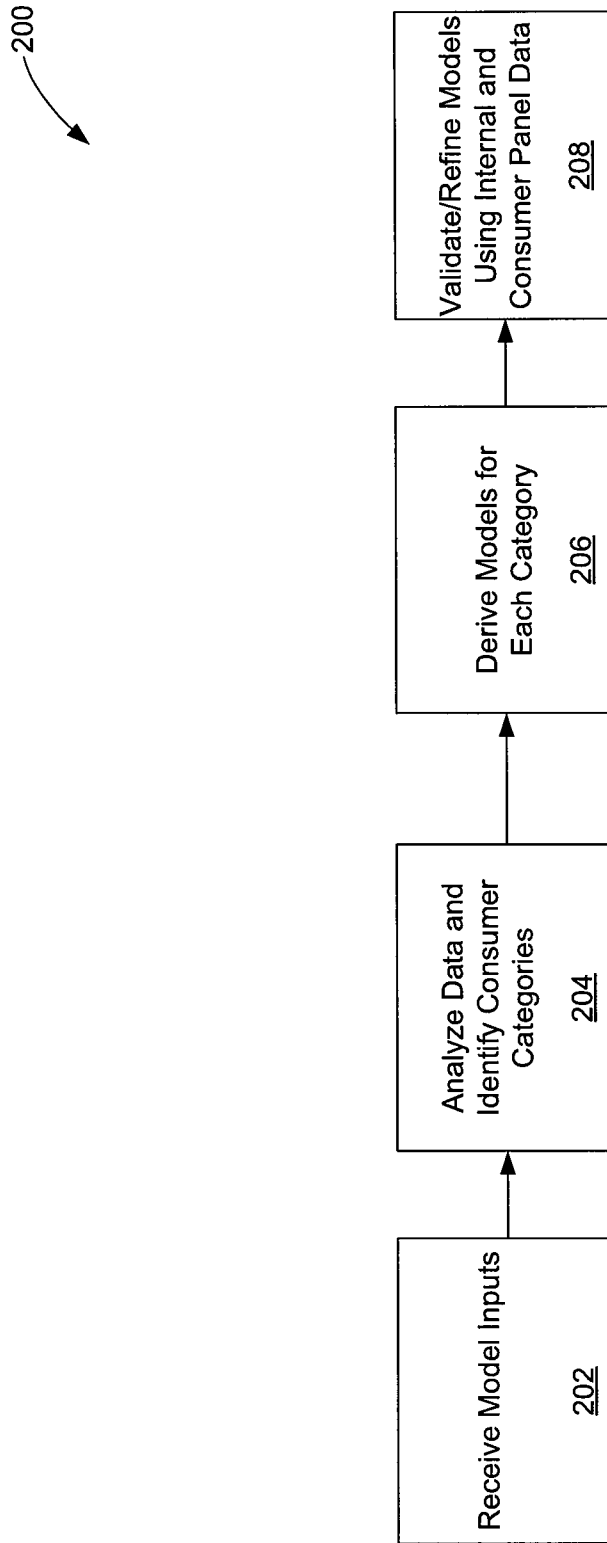 200
Receive Model Inputs
202
Analyze Data and
Identify Consumer
Categories
204
Derive Models for
Each Category
206
Validate/Refine Models
Using Internal and
Consumer Panel Data
208